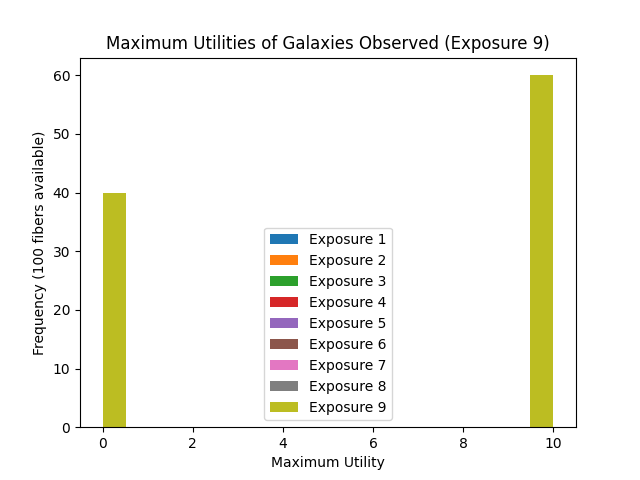 Maximum Utilities of Galaxies Observed (Exposure 9)
Frequency (100 fibers available)
60
50
40
30
20
10
0
Exposure 1
Exposure 2
Exposure 3
Exposure 4
Exposure 5
Exposure 6
Exposure 7
Exposure 8
Exposure 9
0 2 4 6 8 10
Maximum Utility